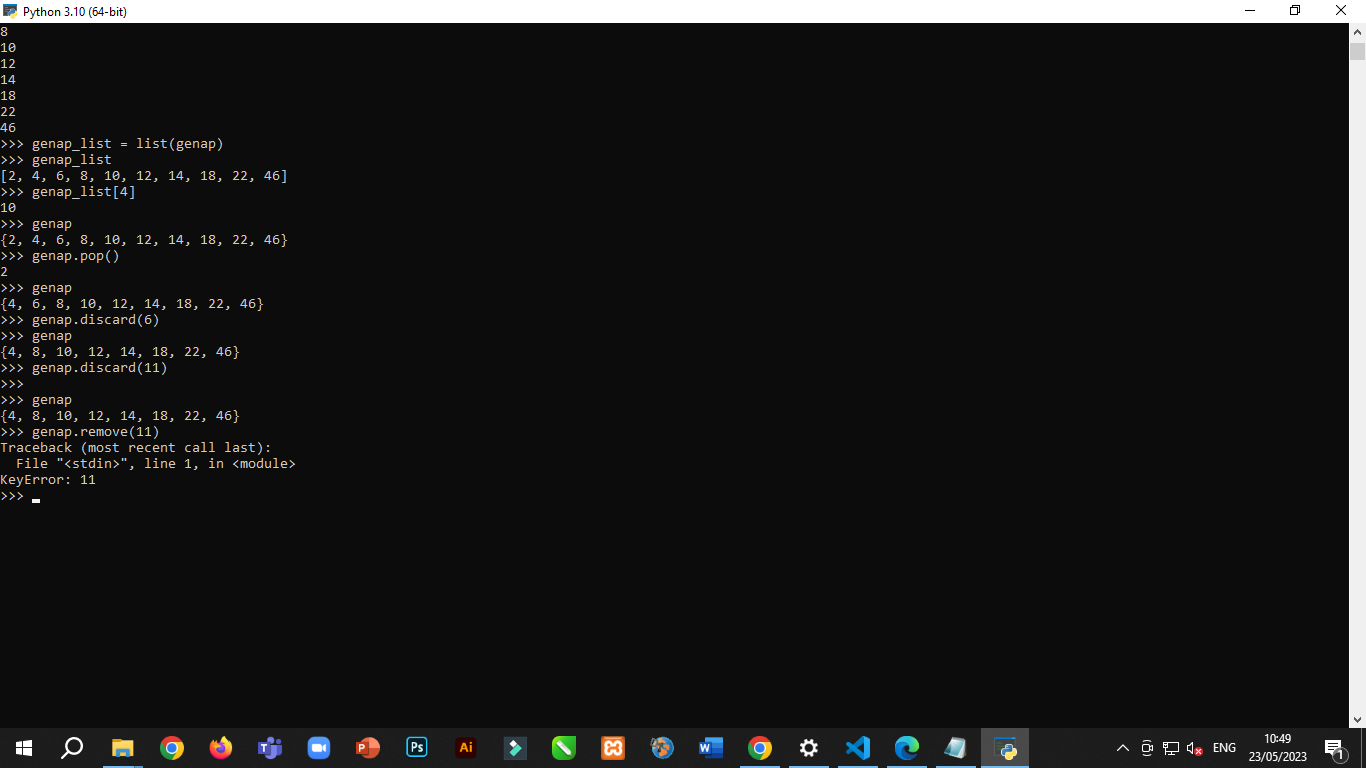 Python 3.10 (64-bit)
8
10
12
14
18
22
46
>>> genap_list = list(genap)
>>> genap_list
[2, 4, 6, 8, 10, 12, 14, 18, 22, 46]
>>> genap_list[4]
10
>>> genap
{2, 4, 6, 8, 10, 12, 14, 18, 22, 46}
>>> genap.pop()
2
>>> genap
{4, 6, 8, 10, 12, 14, 18, 22, 46}
>>> genap.discard(6)
>>> genap
{4, 8, 10, 12, 14, 18, 22, 46}
>>> genap.discard(11)
>>>
>>> genap
{4, 8, 10, 12, 14, 18, 22, 46}
>>> genap.remove(11)
Traceback (most recent call last):
  File "<stdin>", line 1, in <module>
KeyError: 11
>>>
Ps
Ai
ENG
10:49
23/05/2023
1